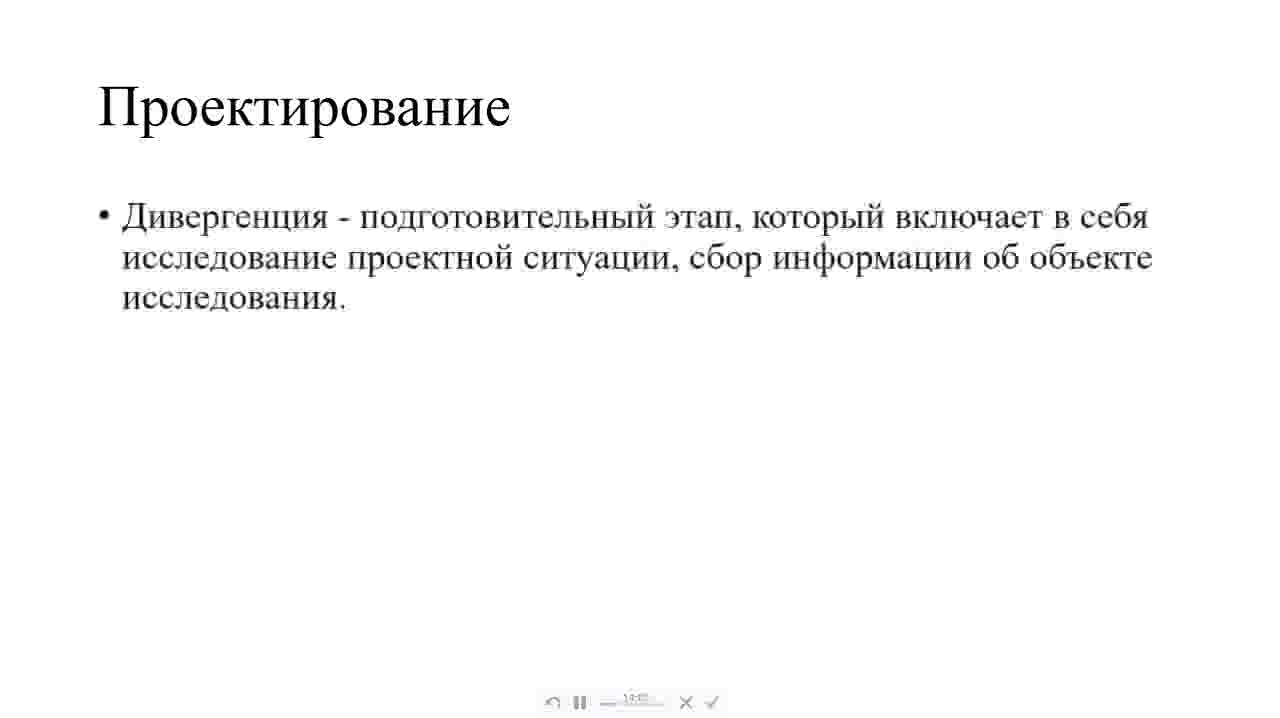 Проектирование
• Дивергенция - подготовительный этап, который включает в себя
исследование проектной ситуации, сбор информации об объекте
исследования.